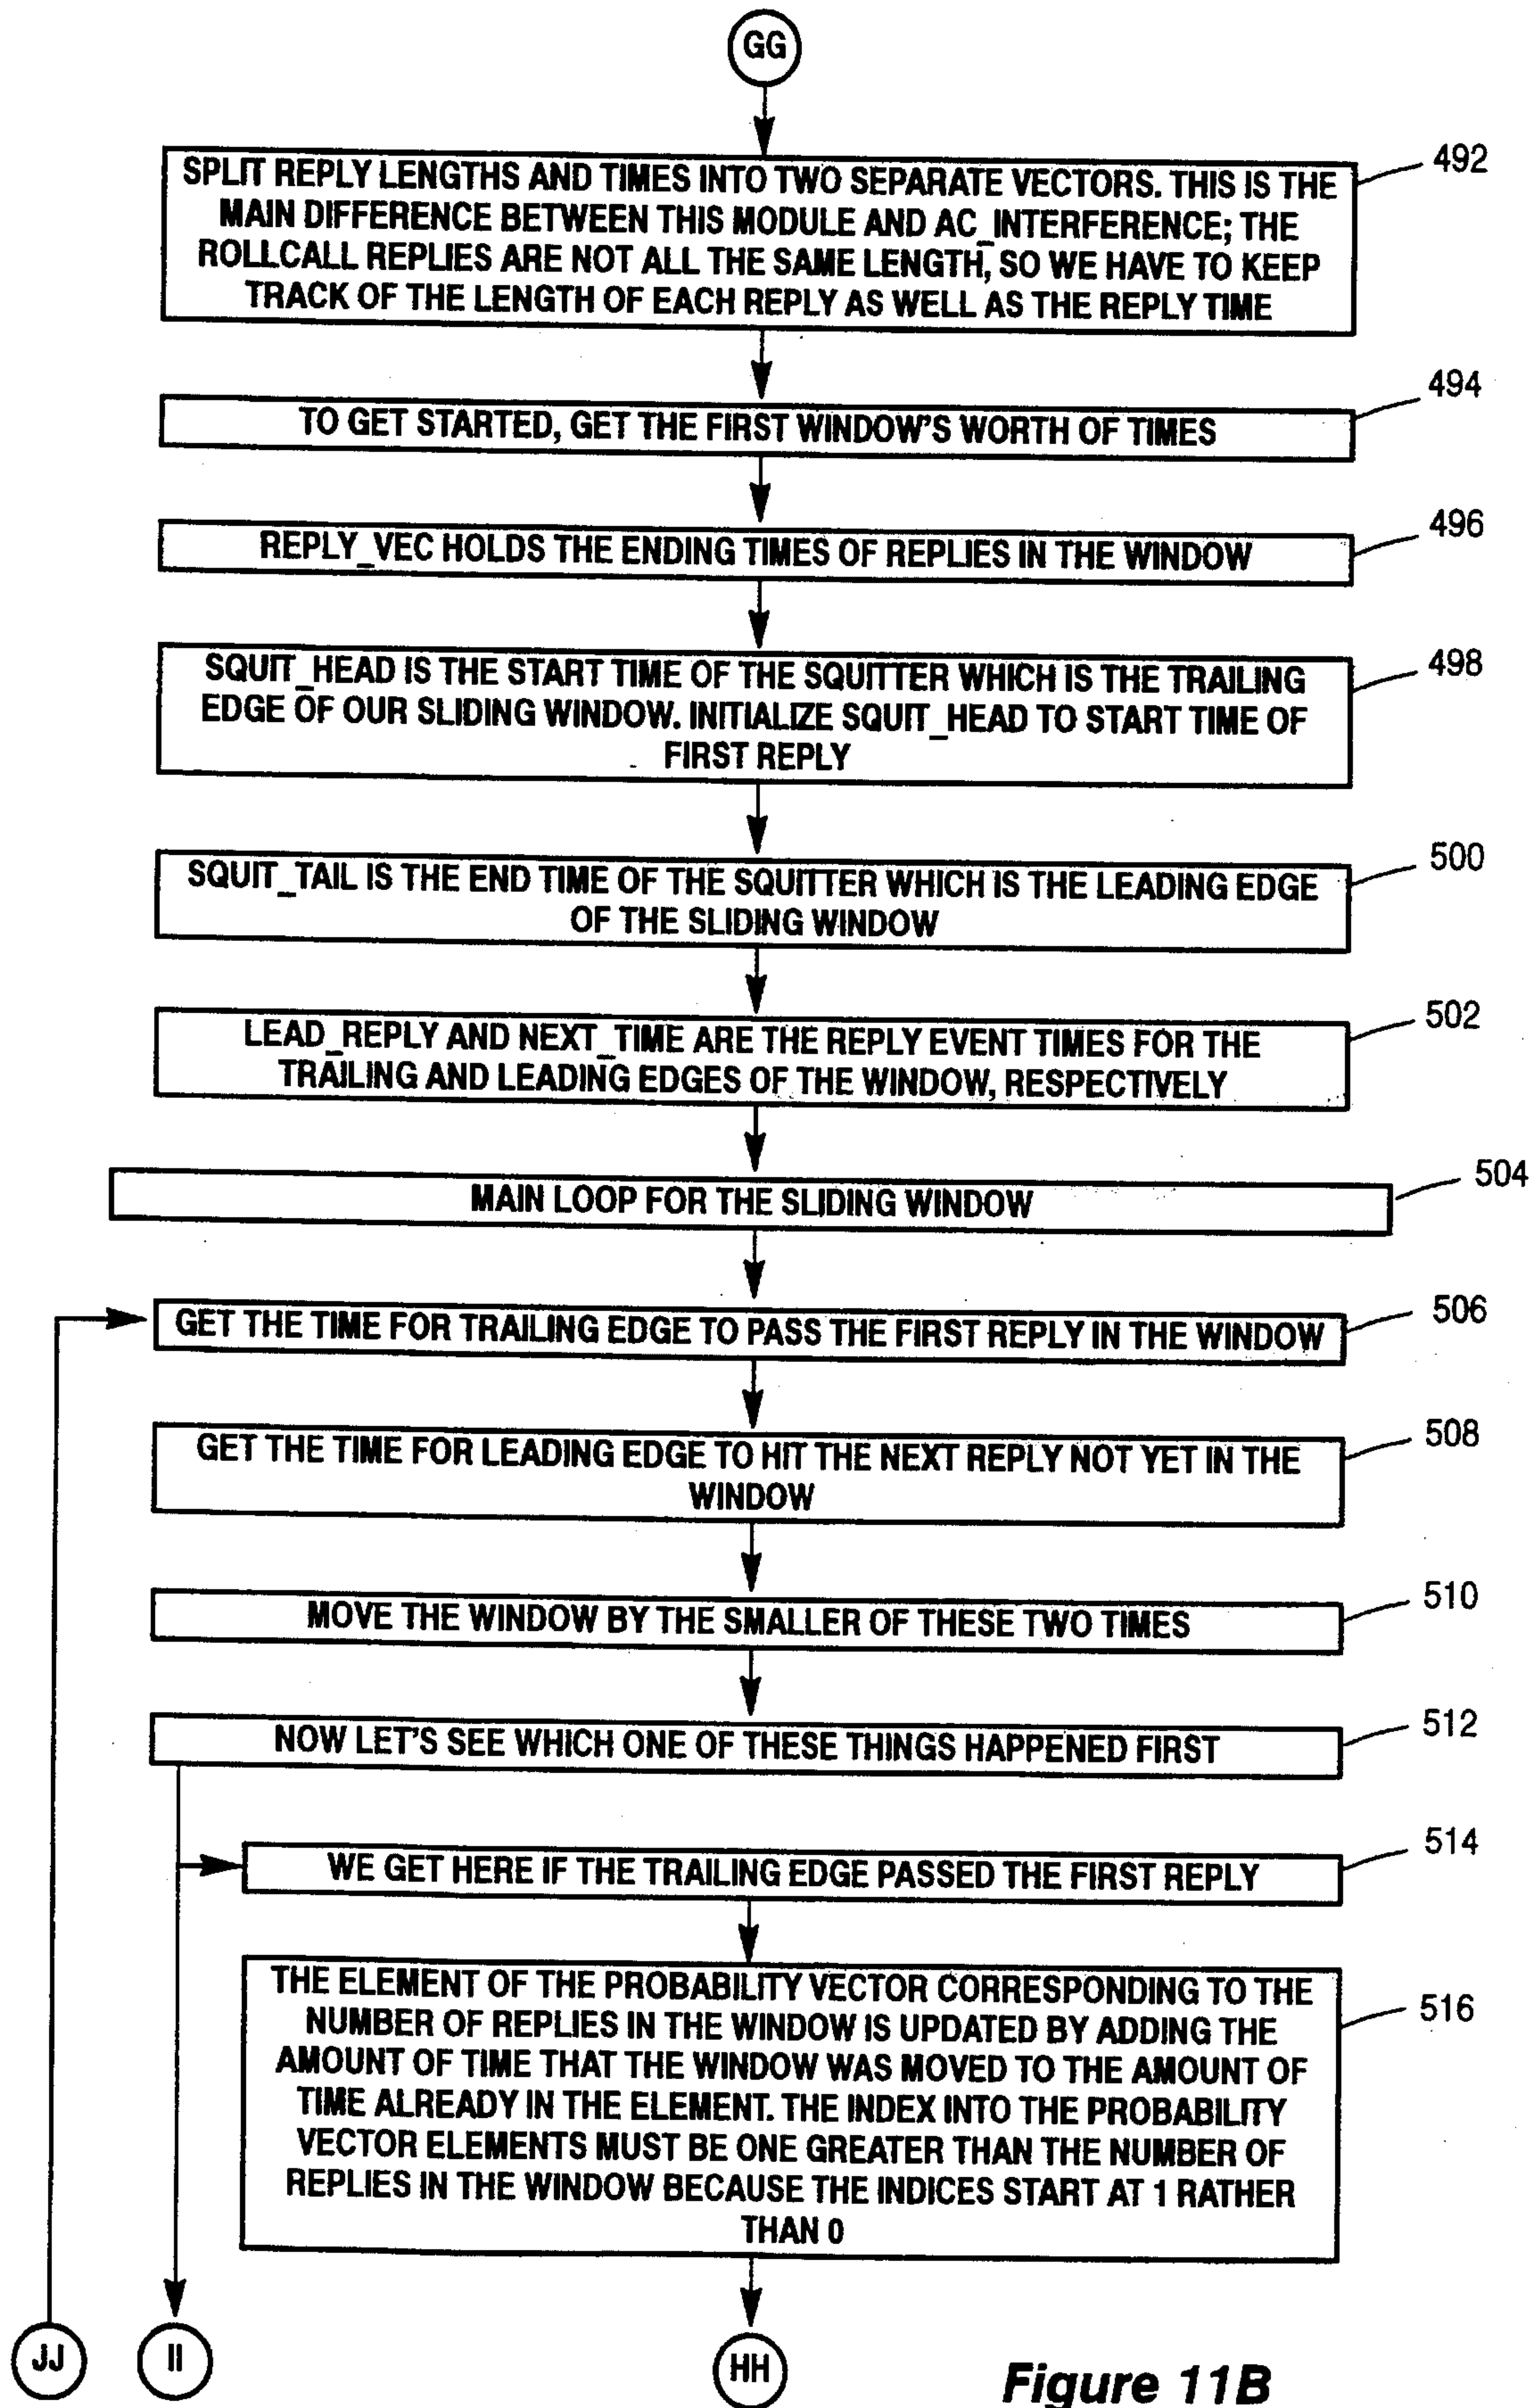 GG
SPLIT REPLY LENGTHS AND TIMES INTO TWO SEPARATE VECTORS. THIS IS THE
MAIN DIFFERENCE BETWEEN THIS MODULE AND AC_INTERFERENCE; THE
ROLLCALL REPLIES ARE NOT ALL THE SAME LENGTH, SO WE HAVE TO KEEP
TRACK OF THE LENGTH OF EACH REPLY AS WELL AS THE REPLY TIME
492
TO GET STARTED, GET THE FIRST WINDOW'S WORTH OF TIMES
494
REPLY_VEC HOLDS THE ENDING TIMES OF REPLIES IN THE WINDOW
496
SQUIT_HEAD IS THE START TIME OF THE SQUITTER WHICH IS THE TRAILING
EDGE OF OUR SLIDING WINDOW. INITIALIZE SQUIT_HEAD TO START TIME OF
FIRST REPLY
498
SQUIT_TAIL IS THE END TIME OF THE SQUITTER WHICH IS THE LEADING EDGE
OF THE SLIDING WINDOW
500
LEAD_REPLY AND NEXT_TIME ARE THE REPLY EVENT TIMES FOR THE
TRAILING AND LEADING EDGES OF THE WINDOW, RESPECTIVELY
502
MAIN LOOP FOR THE SLIDING WINDOW
504
GET THE TIME FOR TRAILING EDGE TO PASS THE FIRST REPLY IN THE WINDOW
506
GET THE TIME FOR LEADING EDGE TO HIT THE NEXT REPLY NOT YET IN THE
WINDOW
508
MOVE THE WINDOW BY THE SMALLER OF THESE TWO TIMES
510
NOW LET'S SEE WHICH ONE OF THESE THINGS HAPPENED FIRST
512
WE GET HERE IF THE TRAILING EDGE PASSED THE FIRST REPLY
514
THE ELEMENT OF THE PROBABILITY VECTOR CORRESPONDING TO THE
NUMBER OF REPLIES IN THE WINDOW IS UPDATED BY ADDING THE
AMOUNT OF TIME THAT THE WINDOW WAS MOVED TO THE AMOUNT OF
TIME ALREADY IN THE ELEMENT. THE INDEX INTO THE PROBABILITY
VECTOR ELEMENTS MUST BE ONE GREATER THAN THE NUMBER OF
REPLIES IN THE WINDOW BECAUSE THE INDICES START AT 1 RATHER
THAN 0
516
JJ
II
HH
Figure 11B